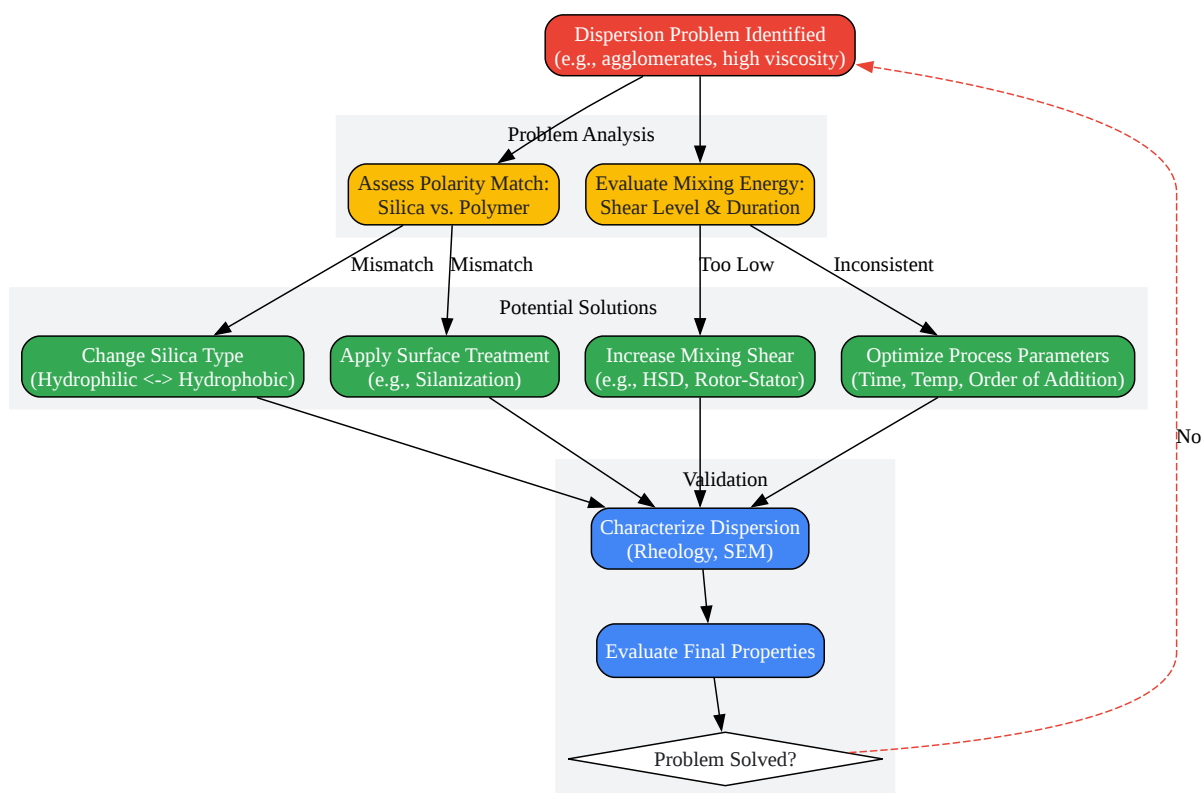 Dispersion Problem Identified
(e.g., agglomerates, high viscosity)
Problem Analysis
Assess Polarity Match:
Silica vs. Polymer
Evaluate Mixing Energy:
Shear Level & Duration
Mismatch
Mismatch
Too Low
Inconsistent
Potential Solutions
Change Silica Type
(Hydrophilic <-> Hydrophobic)
Apply Surface Treatment
(e.g., Silanization)
Increase Mixing Shear
(e.g., HSD, Rotor-Stator)
Optimize Process Parameters
(Time, Temp, Order of Addition)
No
Validation
Characterize Dispersion
(Rheology, SEM)
Evaluate Final Properties
Problem Solved?